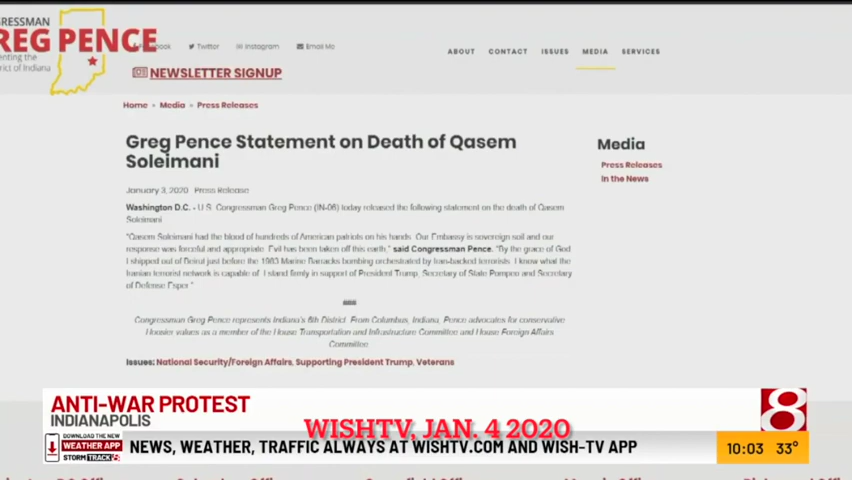 GRESSMAN
REG PENCE
enting the
istrict of Indiana
Twitter
Instagram
Email Me
ABOUT CONTACT ISSUES MEDIA SERVICES
NEWSLETTER SIGNUP
Home » Media » Press Releases
Greg Pence Statement on Death of Qasem
Soleimani
January 3, 2020 Press Release
Washington D.C. - U.S. Congressman Greg Pence (IN-06) today released the following statement on the death of Qasem
Soleimani
"Qasem Soleimani had the blood of hundreds of American patriots on his hands. Our Embassy is sovereign soil and our
response was forceful and appropriate. Evil has been taken off this earth," said Congressman Pence. "By the grace of God
I shipped out of Beirut just before the 1983 Marine Barracks bombing orchestrated by Iran-backed terrorists. I know what the
Iranian terrorist network is capable of. I stand firmly in support of President Trump, Secretary of State Pompeo and Secretary
of Defense Esper."
###
Congressman Greg Pence represents Indiana's 6th District. From Columbus, Indiana, Pence advocates for conservative
Hoosier values as a member of the House Transportation and Infrastructure Committee and House Foreign Affairs
Committee.
Issues: National Security/Foreign Affairs, Supporting President Trump, Veterans
Media
Press Releases
In the News
ANTI-WAR PROTEST
INDIANAPOLIS
WISHTV, JAN. 4 2020
8
DOWNLOAD THE NEW
WEATHER APP
STORM TRACK 8
NEWS, WEATHER, TRAFFIC ALWAYS AT WISHTV.COM AND WISH-TV APP
10:03 33°